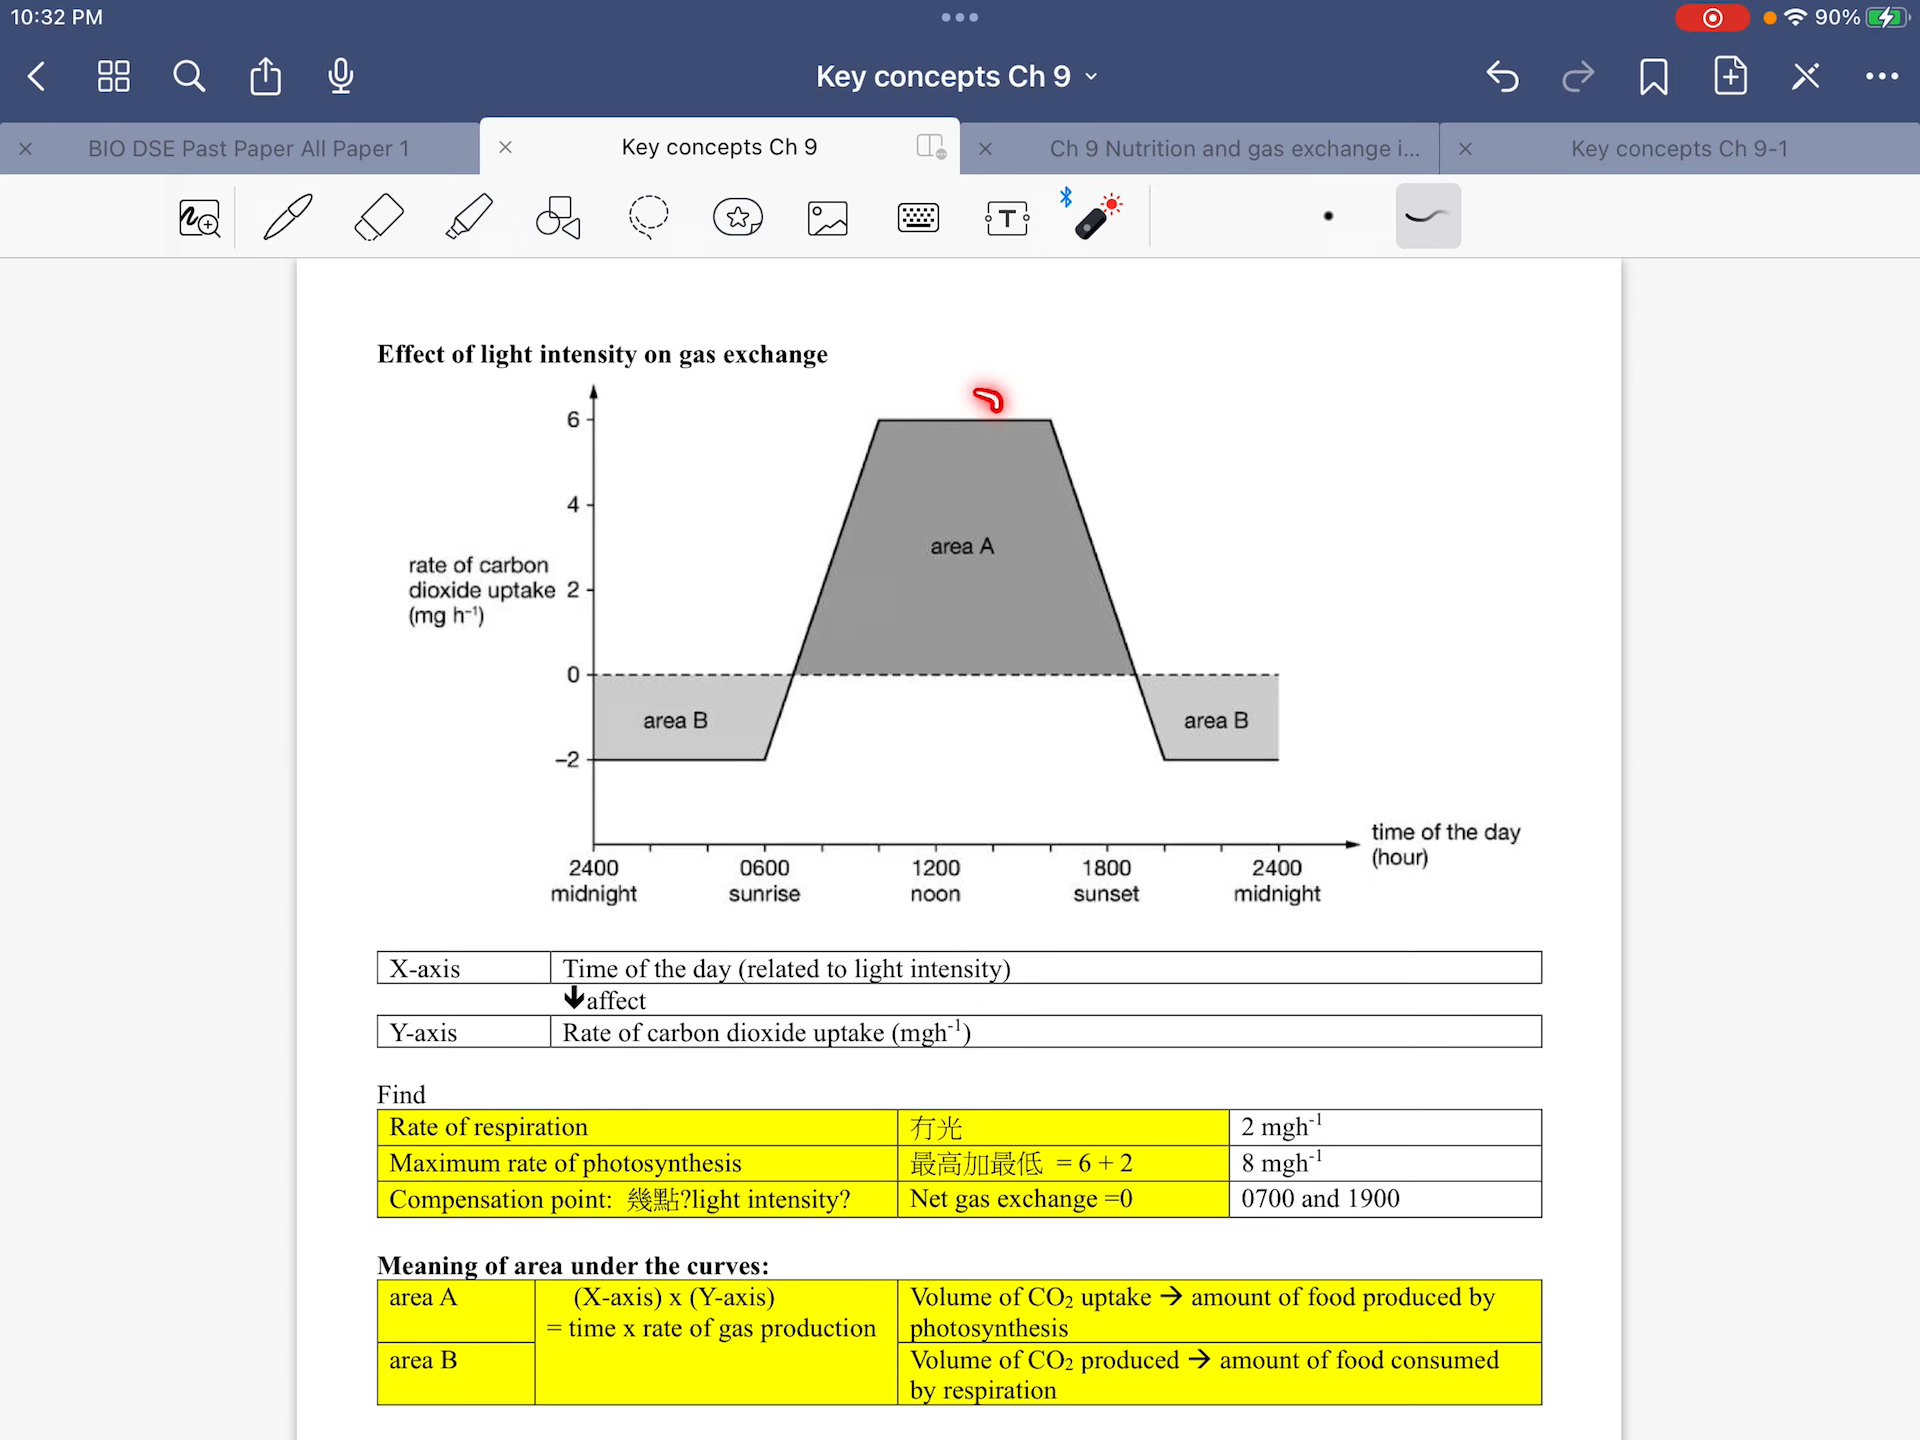 10:32 PM
90%
Key concepts Ch 9
BIO DSE Past Paper All Paper 1
Key concepts Ch 9
Ch 9 Nutrition and gas exchange i...
Key concepts Ch 9-1
T
Effect of light intensity on gas exchange
6
4
2
0
–2
rate of carbon
dioxide uptake
(mg h⁻¹)
area A
area B
area B
time of the day
(hour)
2400 0600 1200 1800 2400
midnight sunrise noon sunset midnight
X-axis Time of the day (related to light intensity)
🡻affect
Y-axis Rate of carbon dioxide uptake (mgh⁻¹)
Find
Rate of respiration 冇光 2 mgh⁻¹
Maximum rate of photosynthesis 最高加最低 = 6 + 2 8 mgh⁻¹
Compensation point: 幾點?light intensity? Net gas exchange =0 0700 and 1900
Meaning of area under the curves:
area A (X-axis) x (Y-axis) Volume of CO₂ uptake → amount of food produced by
= time x rate of gas production photosynthesis
area B Volume of CO₂ produced → amount of food consumed
by respiration